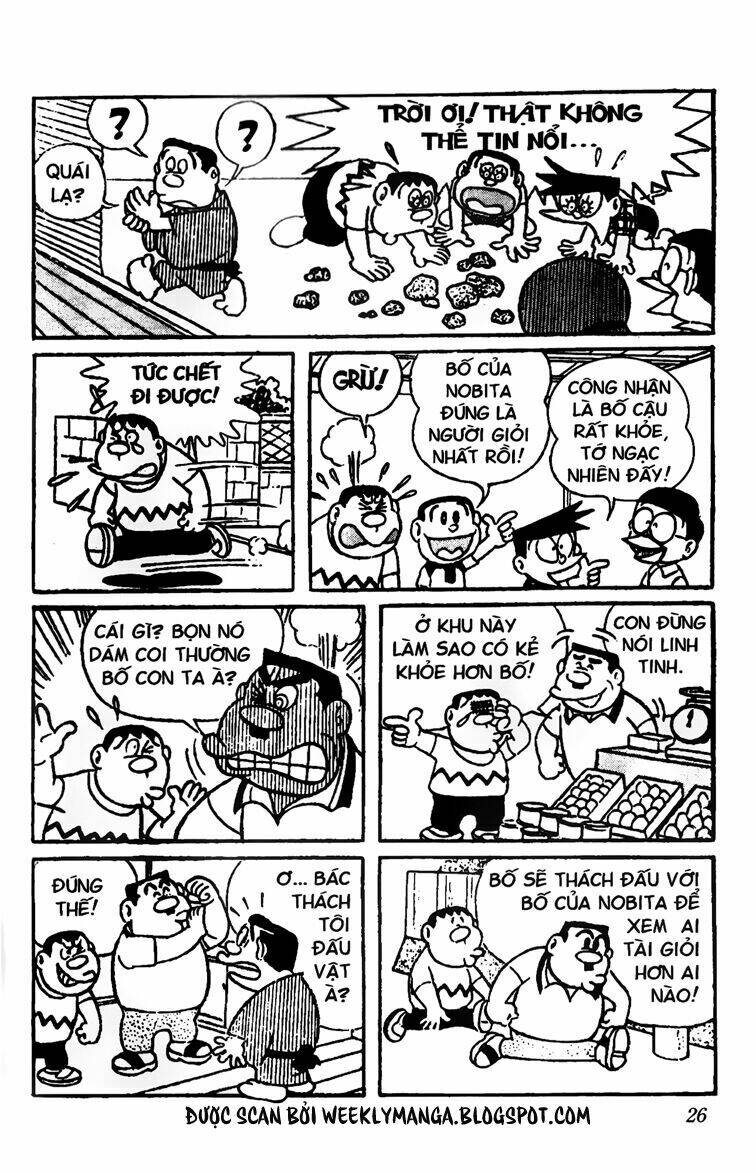 QUÁI
LẠ?
?
?
TRỜI ƠI! THẬT KHÔNG
THỂ TIN NỔI...
TỨC CHẾT
ĐI ĐƯỢC!
GRỪ!
BỐ CỦA
NOBITA
ĐÚNG LÀ
NGƯỜI GIỎI
NHẤT RỒI!
CÔNG NHẬN
LÀ BỐ CẬU
RẤT KHỎE,
TỚ NGẠC
NHIÊN ĐẤY!
CÁI GÌ? BỌN NÓ
DÁM COI THƯỜNG
BỐ CON TA À?
Ở KHU NÀY
LÀM SAO CÓ KẺ
KHỎE HƠN BỐ!
CON ĐỪNG
NÓI LINH
TINH.
ĐÚNG
THẾ!
Ơ... BÁC
THÁCH
TÔI
ĐẤU
VẬT
À?
BỐ SẼ THÁCH ĐẤU VỚI
BỐ CỦA NOBITA ĐỂ
XEM AI
TÀI GIỎI
HƠN AI
NÀO!
ĐƯỢC SCAN BỞI WEEKLYMANGA.BLOGSPOT.COM
26